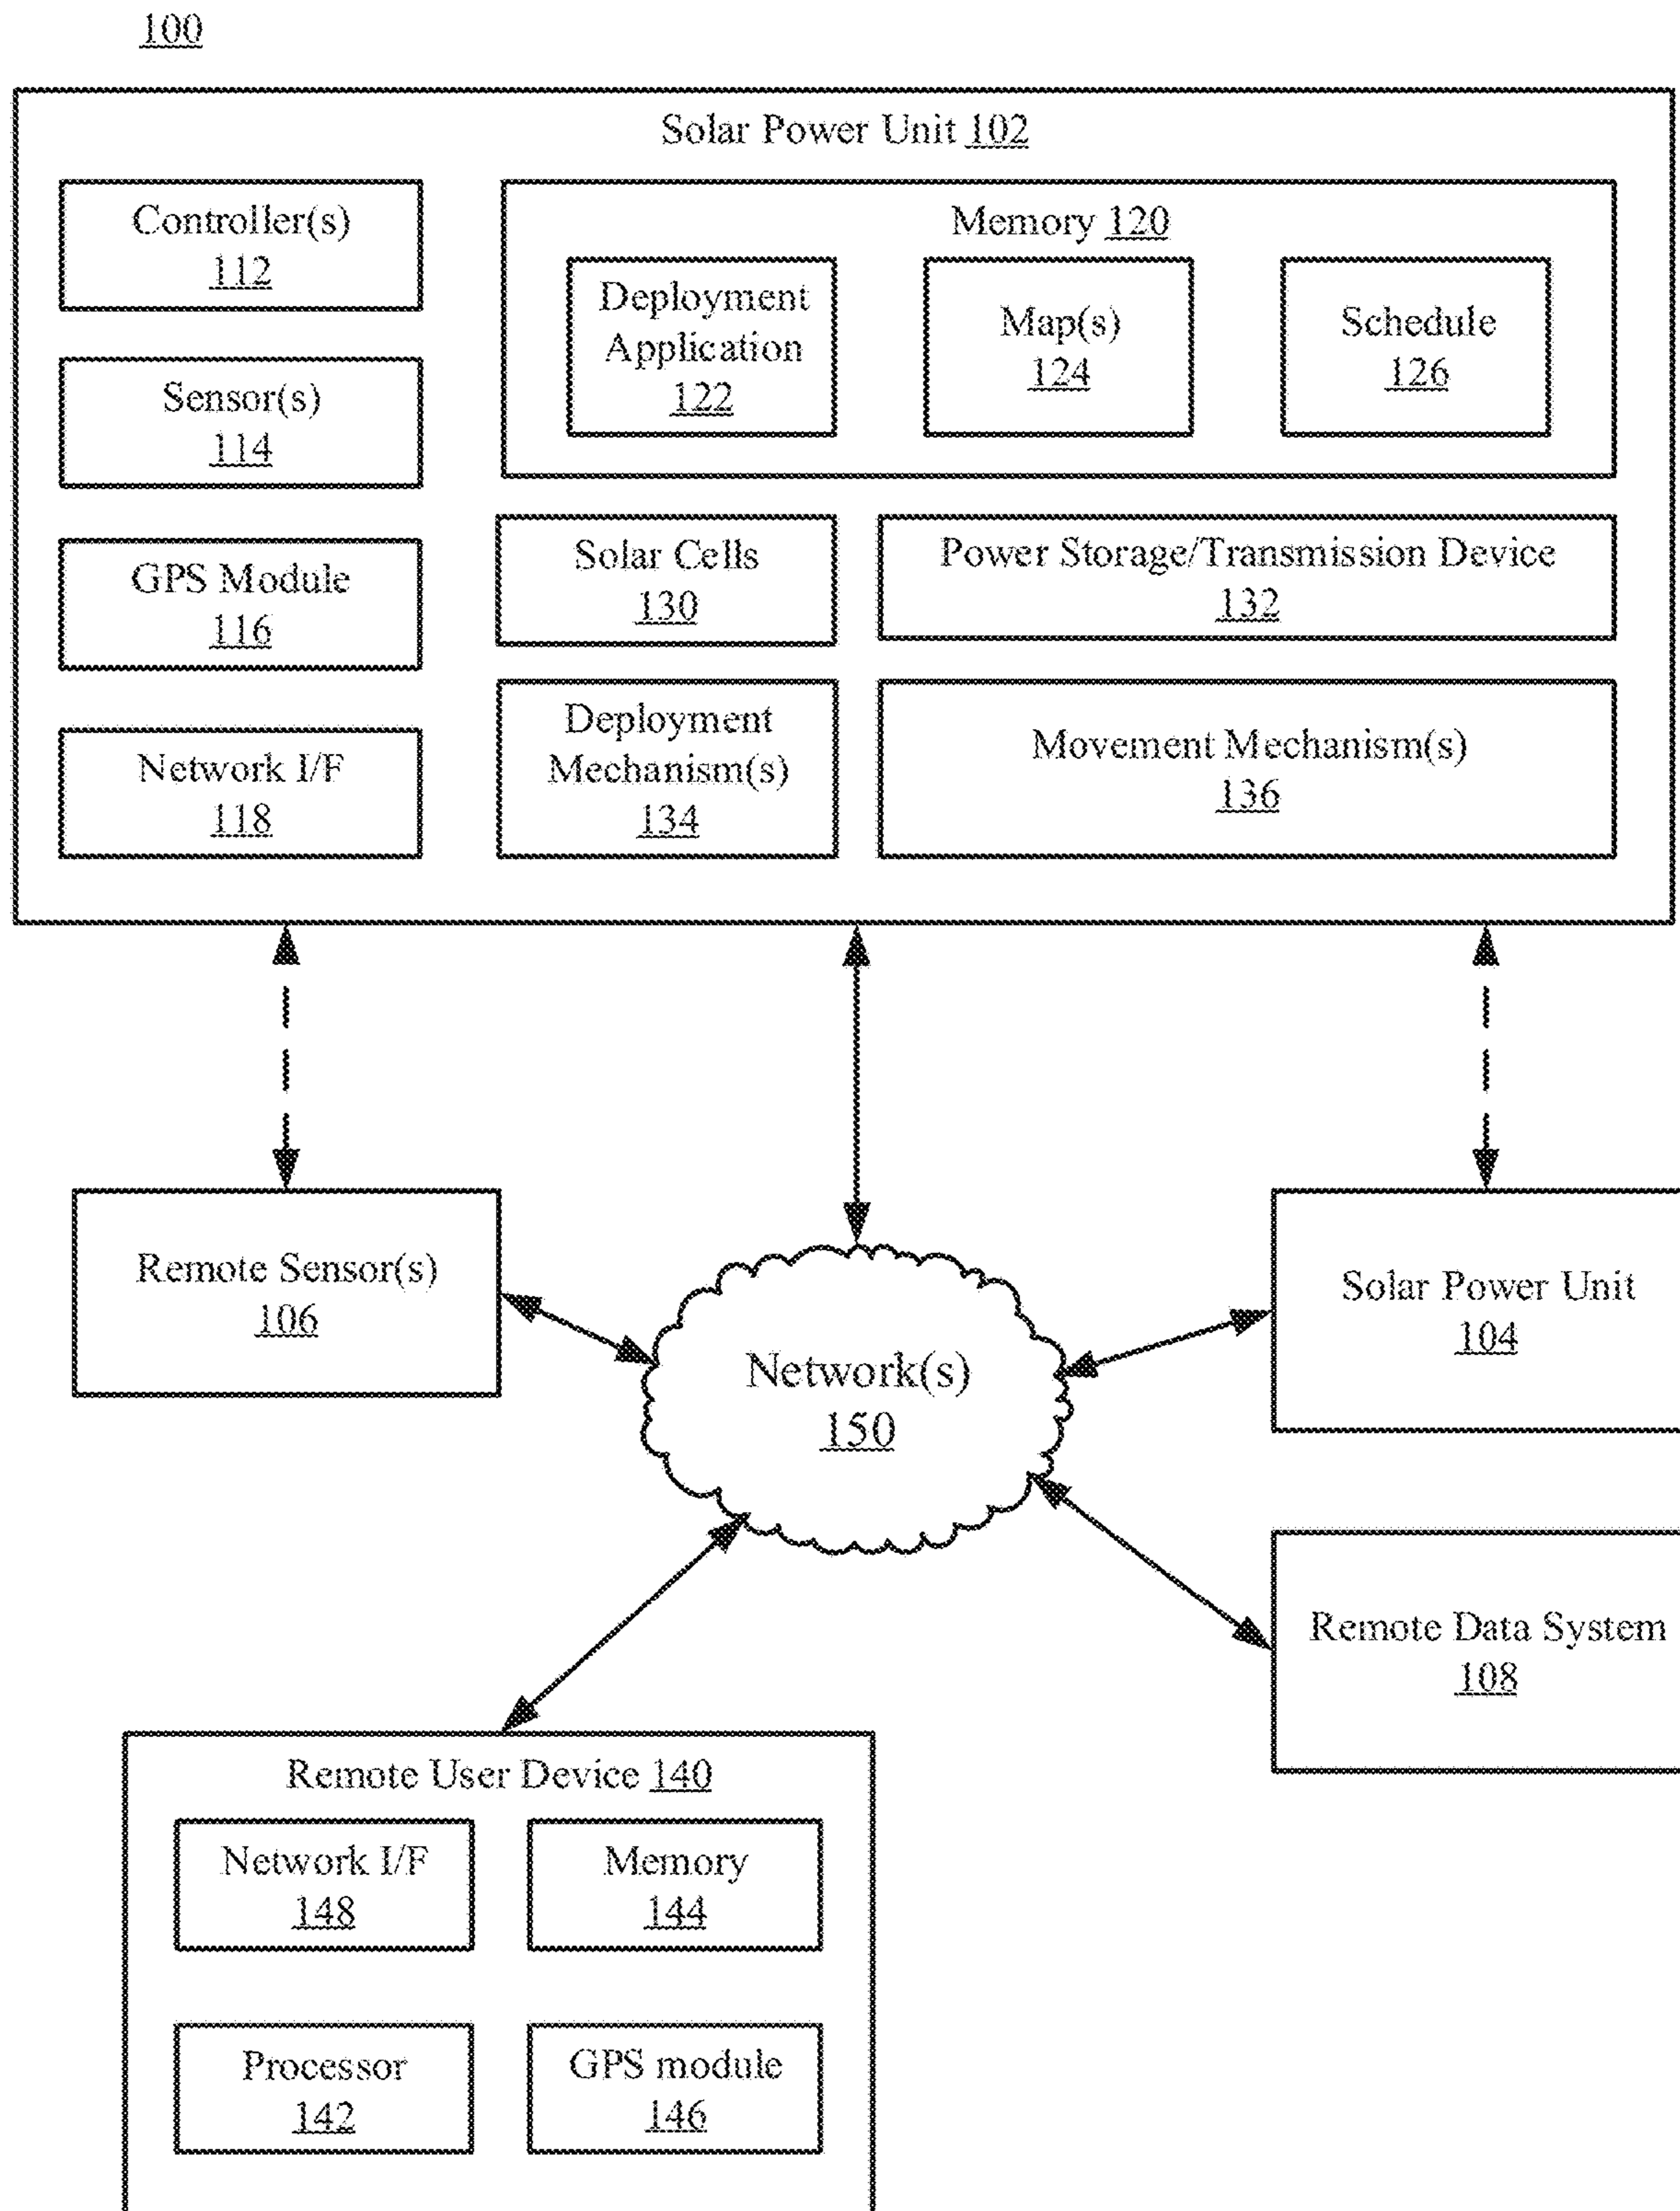 100
Solar Power Unit 102
Controller(s)
112
Sensor(s)
114
GPS Module
116
Network I/F
118
Memory 120
Deployment
Application
122
Map(s)
124
Schedule
126
Solar Cells
130
Power Storage/Transmission Device
132
Deployment
Mechanism(s)
134
Movement Mechanism(s)
136
Remote Sensor(s)
106
Network(s)
150
Solar Power Unit
104
Remote Data System
108
Remote User Device 140
Network I/F
148
Memory
144
Processor
142
GPS module
146